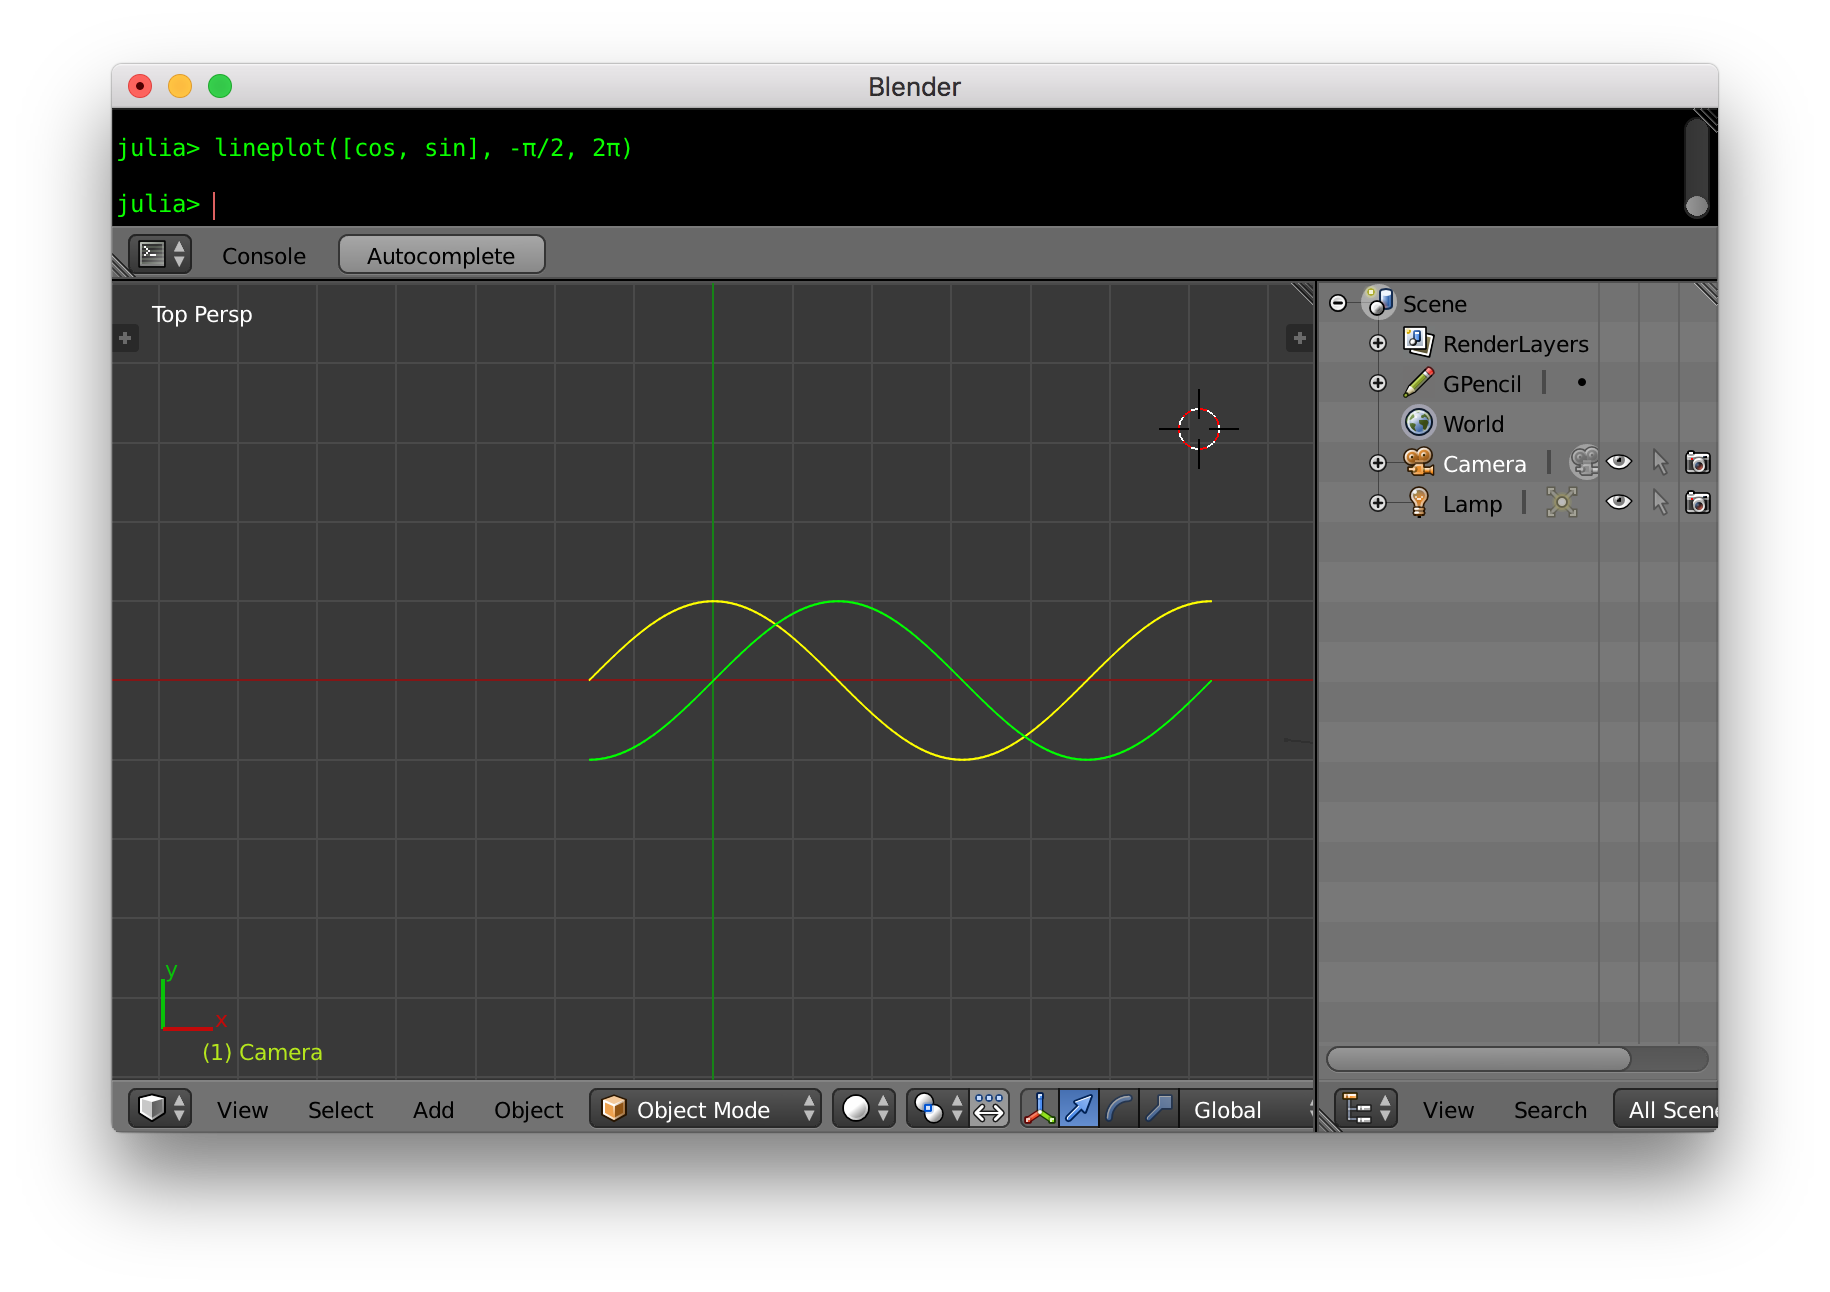 Blender
julia> lineplot([cos, sin], -π/2, 2π)
julia>
Console Autocomplete
Top Persp
Scene
RenderLayers
GPencil
World
Camera
Lamp
y
x
(1) Camera
View Select Add Object Object Mode Global
View Search All Scene